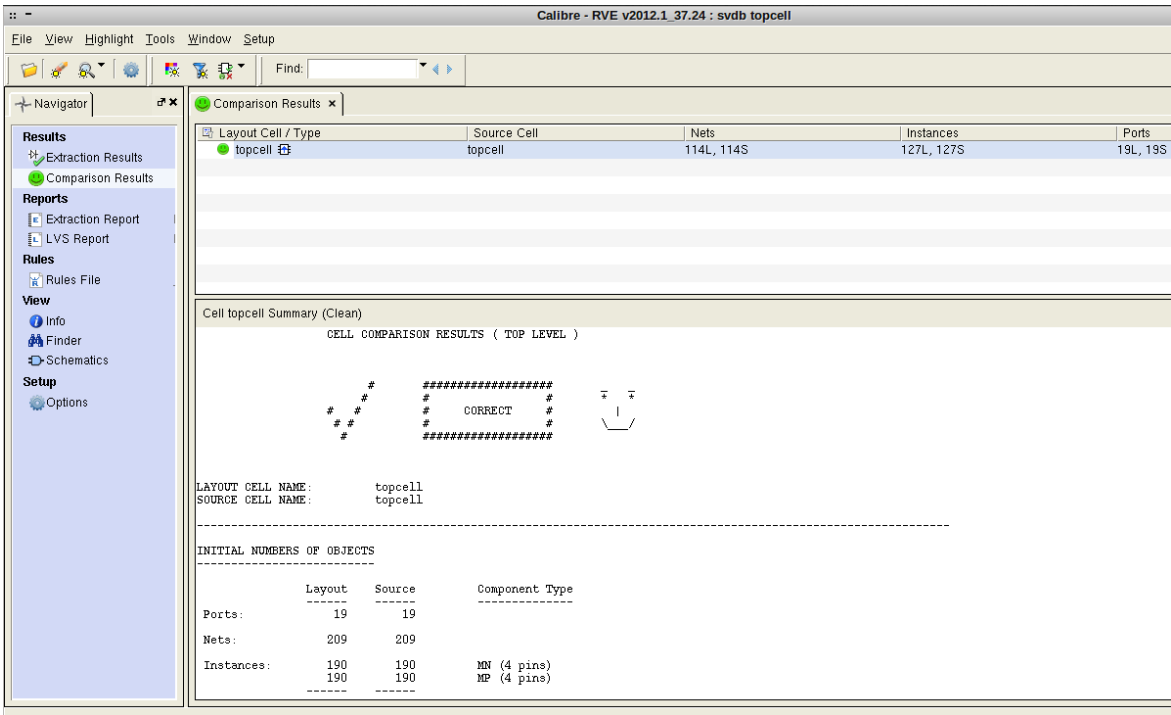 Calibre - RVE v2012.1_37.24 : svdb topcell
File View Highlight Tools Window Setup
Find:
Navigator
Comparison Results
Results
Extraction Results
Comparison Results
Reports
Extraction Report
LVS Report
Rules
Rules File
View
Info
Finder
Schematics
Setup
Options
Layout Cell / Type Source Cell Nets Instances Ports
topcell topcell 114L, 114S 127L, 127S 19L, 19S
Cell topcell Summary (Clean)
CELL COMPARISON RESULTS ( TOP LEVEL )
# ################### _ _
# # # * *
# # # CORRECT # |
# # # # \___/
# ###################
LAYOUT CELL NAME: topcell
SOURCE CELL NAME: topcell
INITIAL NUMBERS OF OBJECTS
Layout Source Component Type
Ports: 19 19
Nets: 209 209
Instances: 190 190 MN (4 pins)
190 190 MP (4 pins)